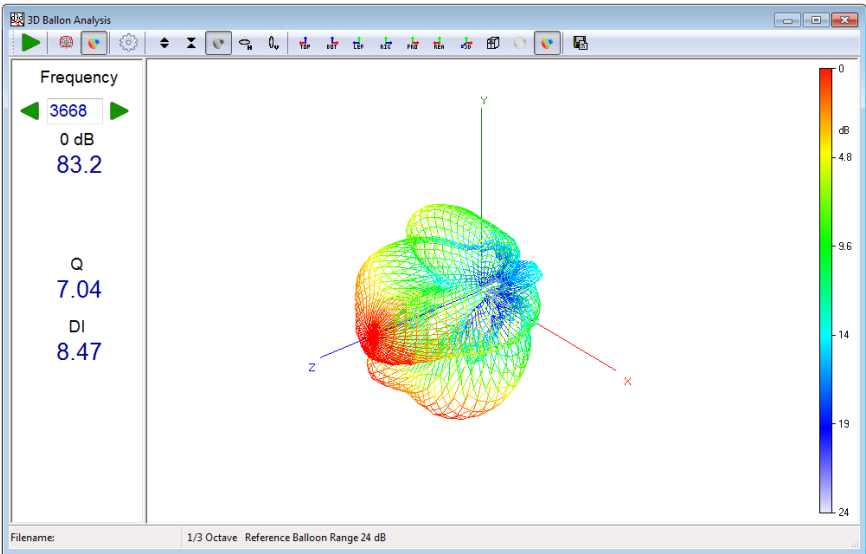 3D Ballon Analysis
TOP BOT LEF RIG FRO REA 3D
Frequency
3668
0 dB
83.2
Q
7.04
DI
8.47
Y
Z
X
0
dB
4.8
9.6
14
19
24
Filename:
1/3 Octave Reference Balloon Range 24 dB